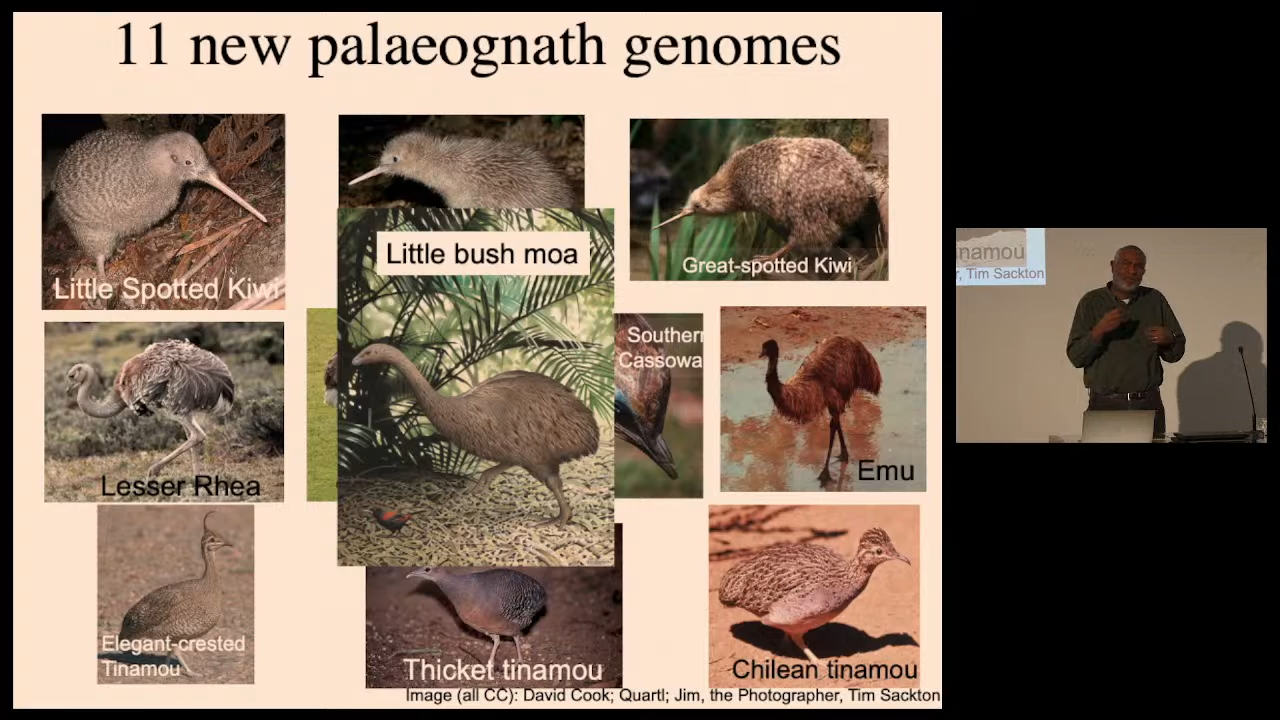 11 new palaeognath genomes
Little Spotted Kiwi
Little bush moa
Great-spotted Kiwi
Lesser Rhea
Southern
Cassowa
Emu
Elegant-crested
Tinamou
Thicket tinamou
Chilean tinamou
Image (all CC): David Cook; Quartl; Jim, the Photographer, Tim Sackton
namou
r, Tim Sackton